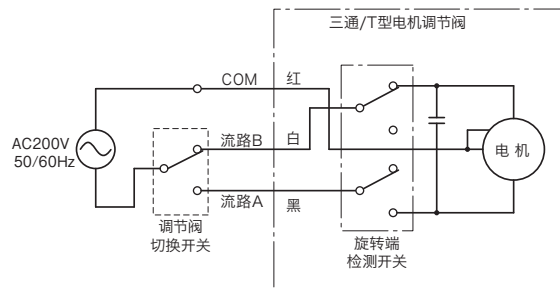 三通/T型电机调节阀
COM
红
AC200V
50/60Hz
流路B
白
电机
流路A
黑
调节阀
切换开关
旋转端
检测开关